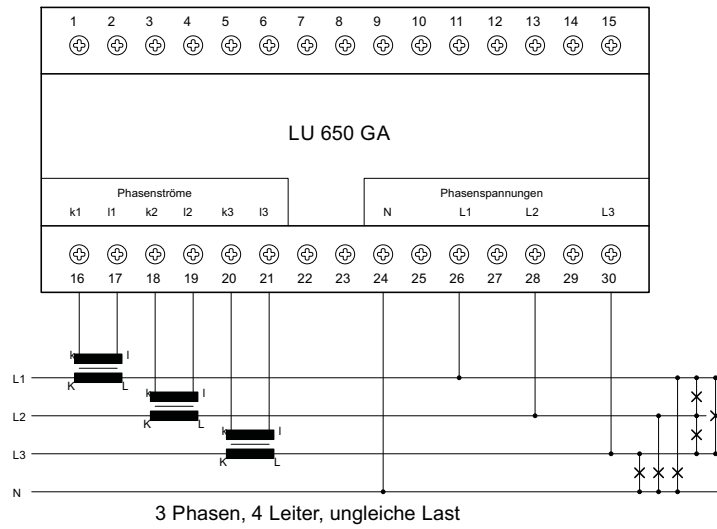 1 2 3 4 5 6 7 8 9 10 11 12 13 14 15
LU 650 GA
Phasenströme Phasenspannungen
k1 l1 k2 l2 k3 l3 N L1 L2 L3
16 17 18 19 20 21 22 23 24 25 26 27 28 29 30
k l
L1
K L
k l
L2
K L
k l
L3
K L
N
3 Phasen, 4 Leiter, ungleiche Last